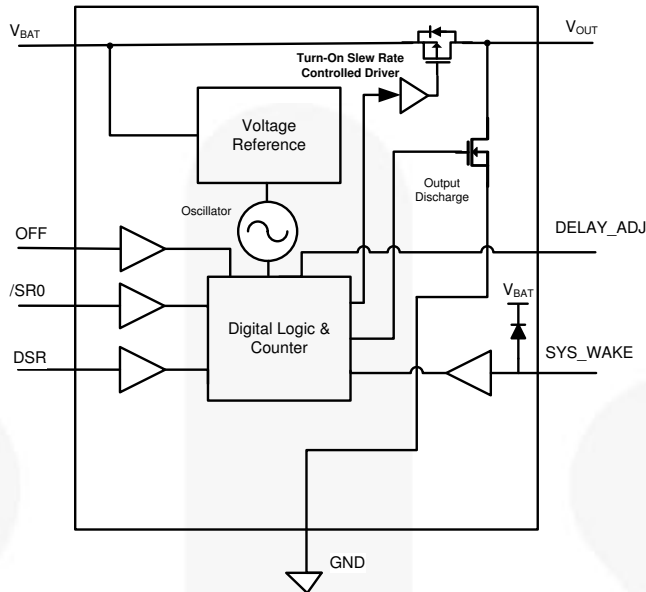 VBAT
VOUT
Turn-On Slew Rate
Controlled Driver
Voltage
Reference
Output
Discharge
Oscillator
OFF
DELAY_ADJ
/SR0
VBAT
Digital Logic &
Counter
DSR
SYS_WAKE
GND